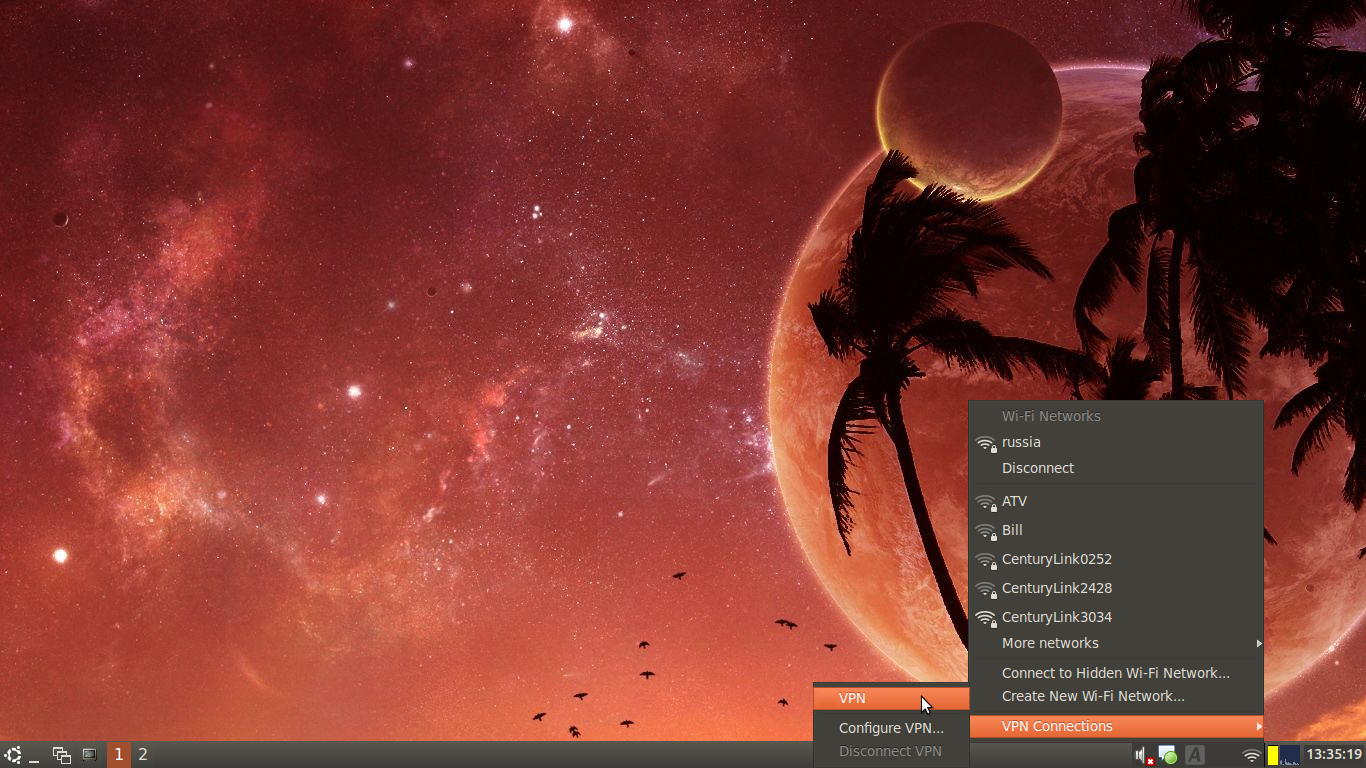 Wi-Fi Networks
russia
Disconnect
ATV
Bill
CenturyLink0252
CenturyLink2428
CenturyLink3034
More networks
Connect to Hidden Wi-Fi Network...
Create New Wi-Fi Network...
VPN Connections
VPN
Configure VPN...
Disconnect VPN
1 2
A
13:35:19